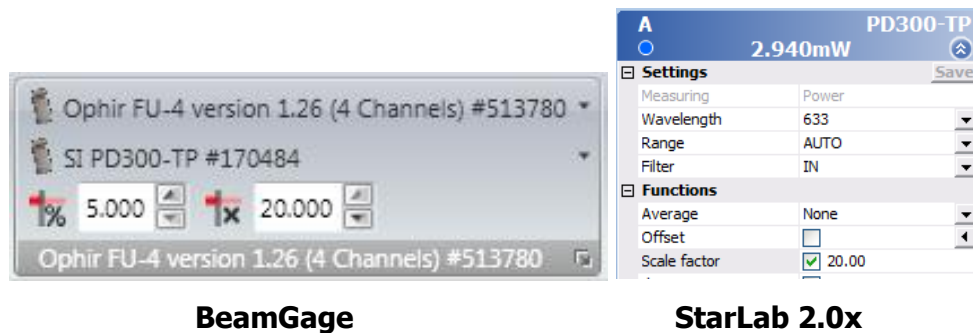 Ophir FU-4 version 1.26 (4 Channels) #513780
SI PD300-TP #170484
% 5.000 x 20.000
Ophir FU-4 version 1.26 (4 Channels) #513780
BeamGage
A PD300-TP
2.940mW
Settings Save
Measuring Power
Wavelength 633
Range AUTO
Filter IN
Functions
Average None
Offset
Scale factor 20.00
StarLab 2.0x